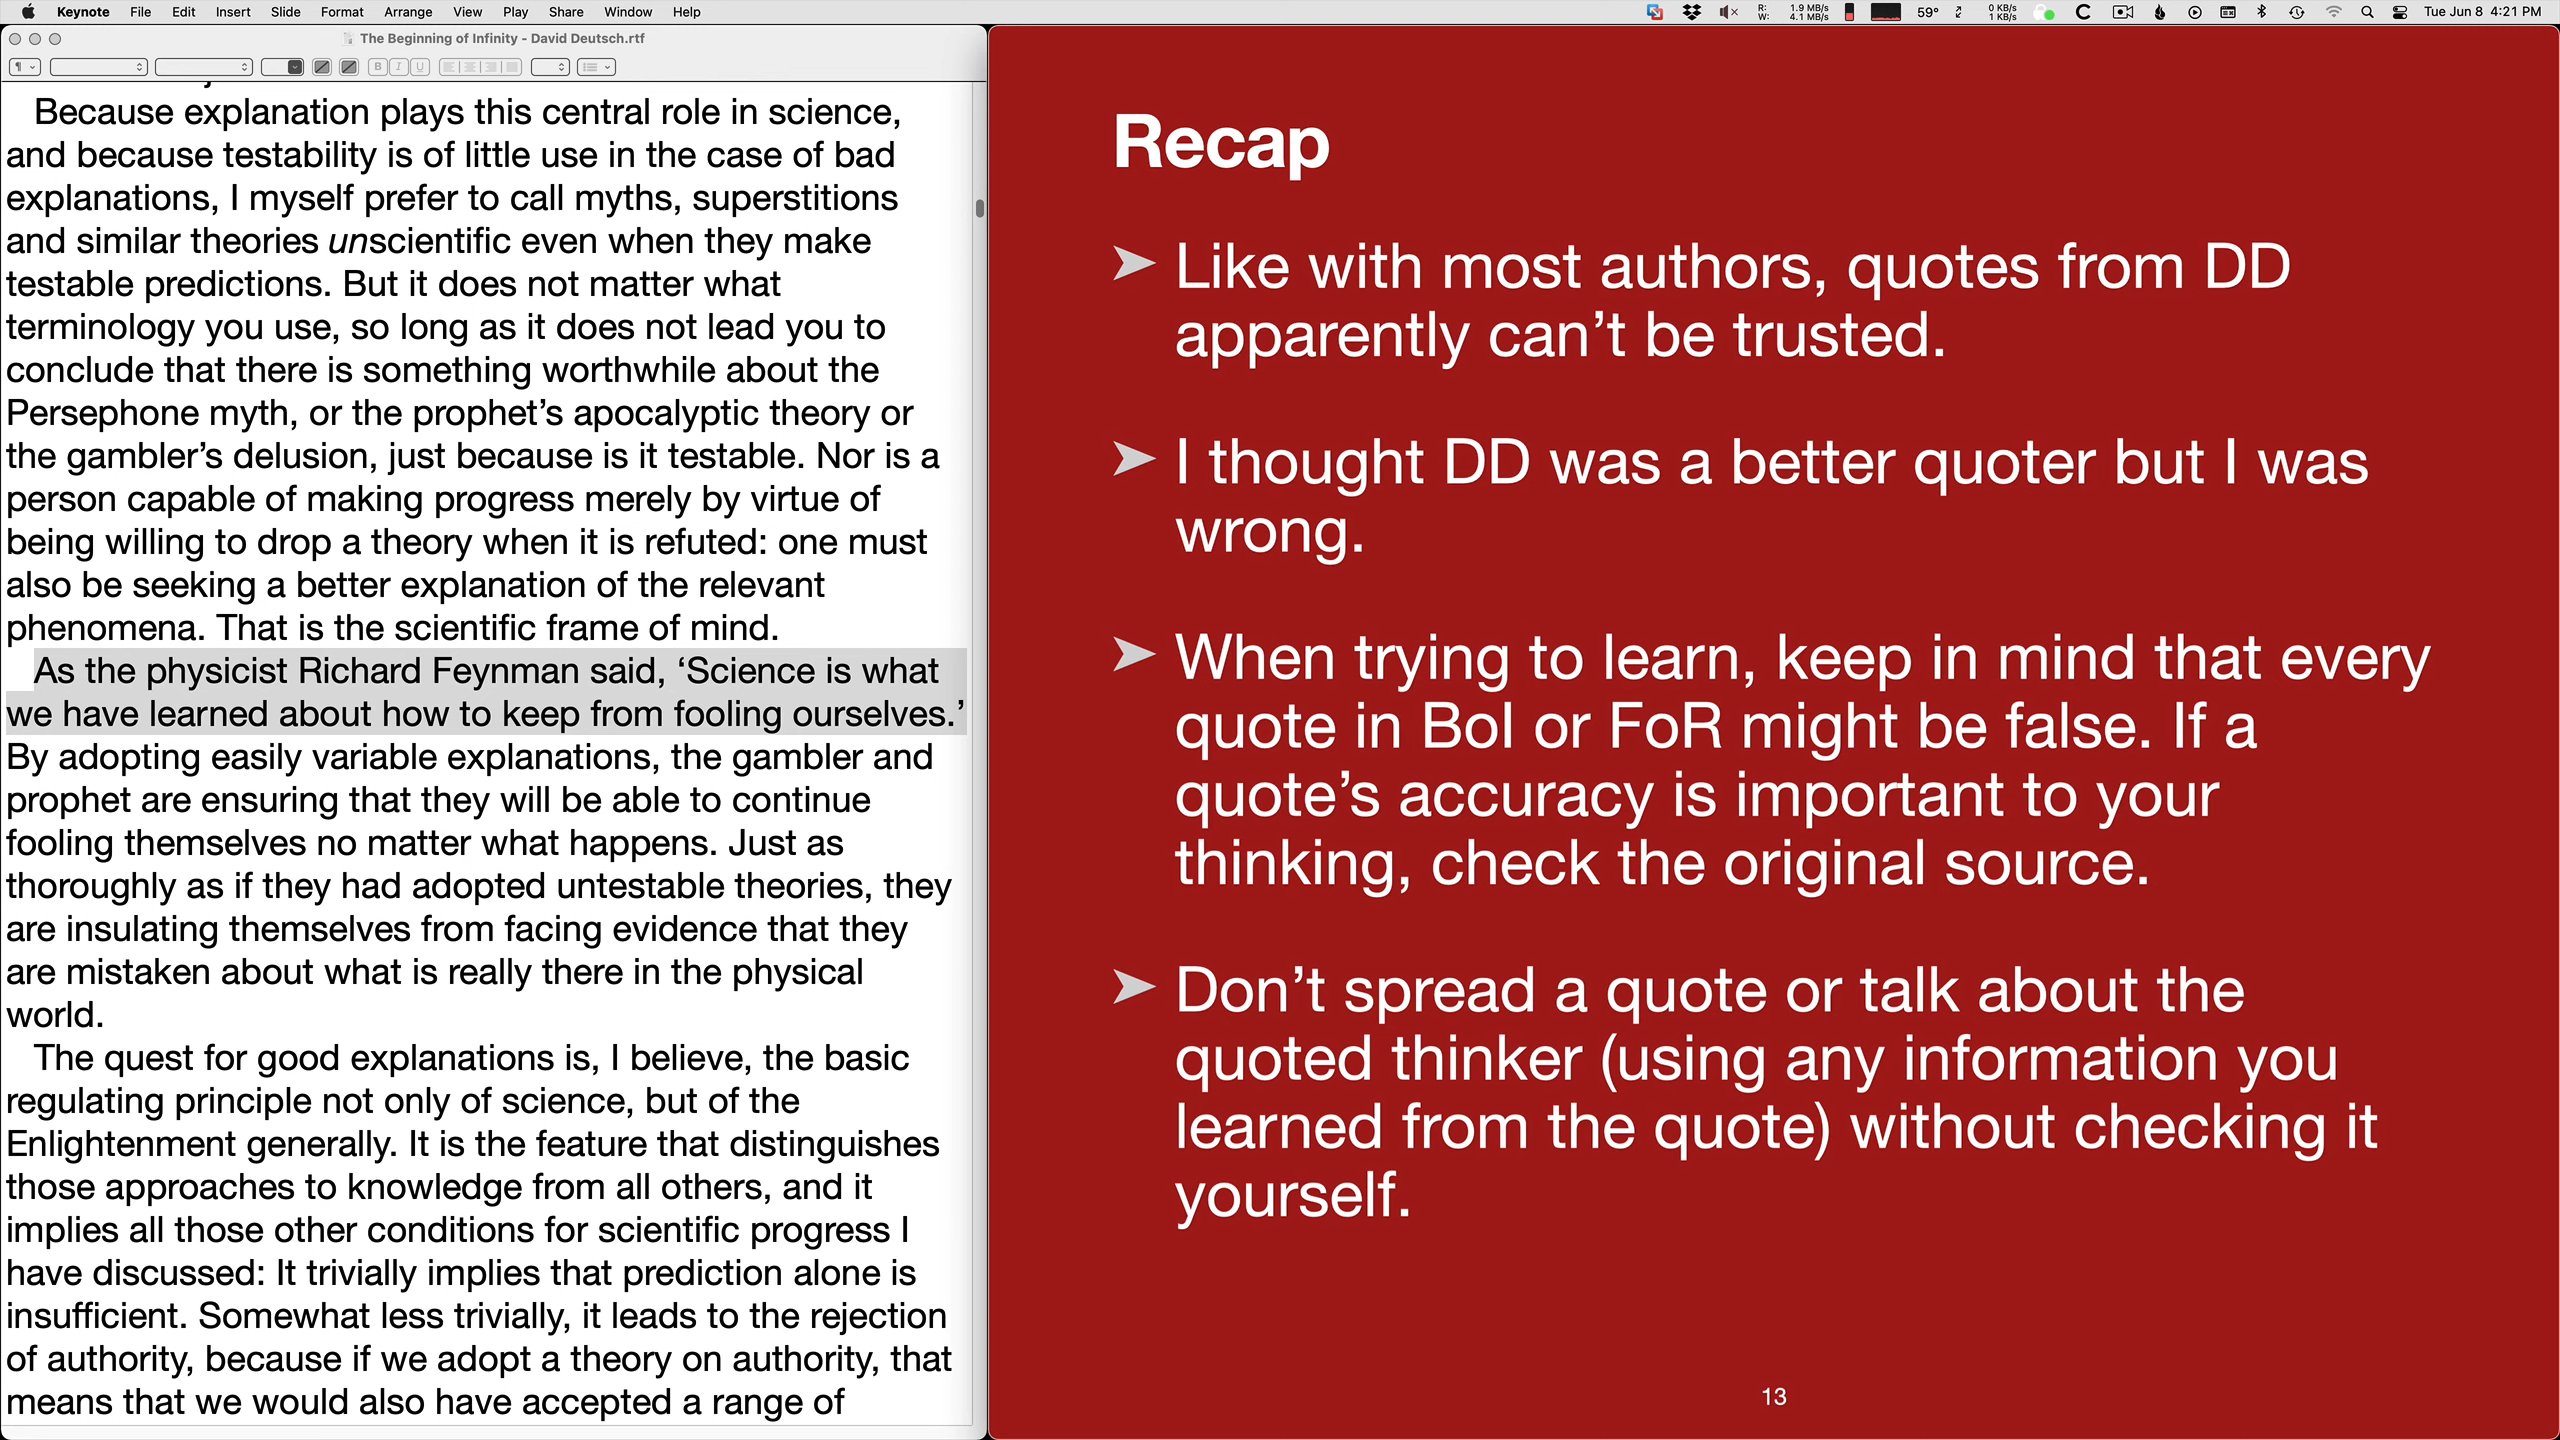 Keynote File Edit Insert Slide Format Arrange View Play Share Window Help
R: 1.9 MB/s
W: 4.1 MB/s
59°
0 KB/s
1 KB/s
Tue Jun 8 4:21 PM
The Beginning of Infinity - David Deutsch.rtf
¶
B I U
Because explanation plays this central role in science,
and because testability is of little use in the case of bad
explanations, I myself prefer to call myths, superstitions
and similar theories unscientific even when they make
testable predictions. But it does not matter what
terminology you use, so long as it does not lead you to
conclude that there is something worthwhile about the
Persephone myth, or the prophet’s apocalyptic theory or
the gambler’s delusion, just because is it testable. Nor is a
person capable of making progress merely by virtue of
being willing to drop a theory when it is refuted: one must
also be seeking a better explanation of the relevant
phenomena. That is the scientific frame of mind.
As the physicist Richard Feynman said, ‘Science is what
we have learned about how to keep from fooling ourselves.’
By adopting easily variable explanations, the gambler and
prophet are ensuring that they will be able to continue
fooling themselves no matter what happens. Just as
thoroughly as if they had adopted untestable theories, they
are insulating themselves from facing evidence that they
are mistaken about what is really there in the physical
world.
The quest for good explanations is, I believe, the basic
regulating principle not only of science, but of the
Enlightenment generally. It is the feature that distinguishes
those approaches to knowledge from all others, and it
implies all those other conditions for scientific progress I
have discussed: It trivially implies that prediction alone is
insufficient. Somewhat less trivially, it leads to the rejection
of authority, because if we adopt a theory on authority, that
means that we would also have accepted a range of
Recap
➤ Like with most authors, quotes from DD
apparently can’t be trusted.
➤ I thought DD was a better quoter but I was
wrong.
➤ When trying to learn, keep in mind that every
quote in BoI or FoR might be false. If a
quote’s accuracy is important to your
thinking, check the original source.
➤ Don’t spread a quote or talk about the
quoted thinker (using any information you
learned from the quote) without checking it
yourself.
13